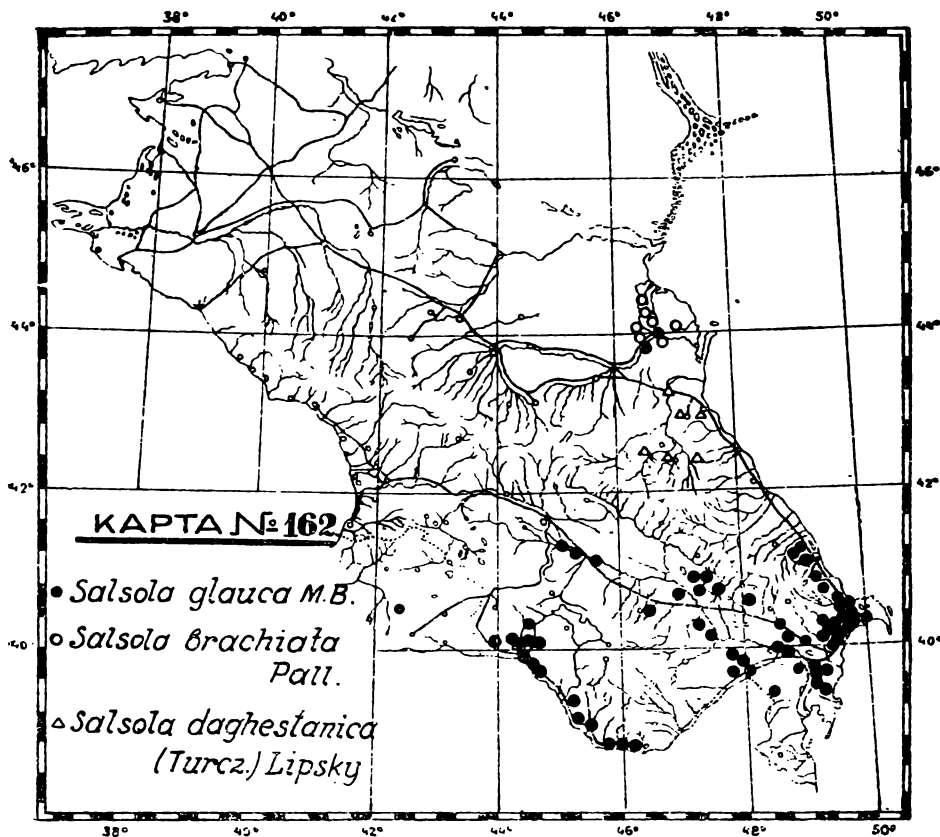 38° 40° 42° 44° 46° 48° 50°
46° 46°
44° 44°
42° 42°
КАРТА № 162
Salsola glauca M.B.
Salsola brachiata
Pall.
Salsola daghestanica
(Turcz.) Lipsky
40° 40°
38° 40° 42° 44° 46° 48° 50°